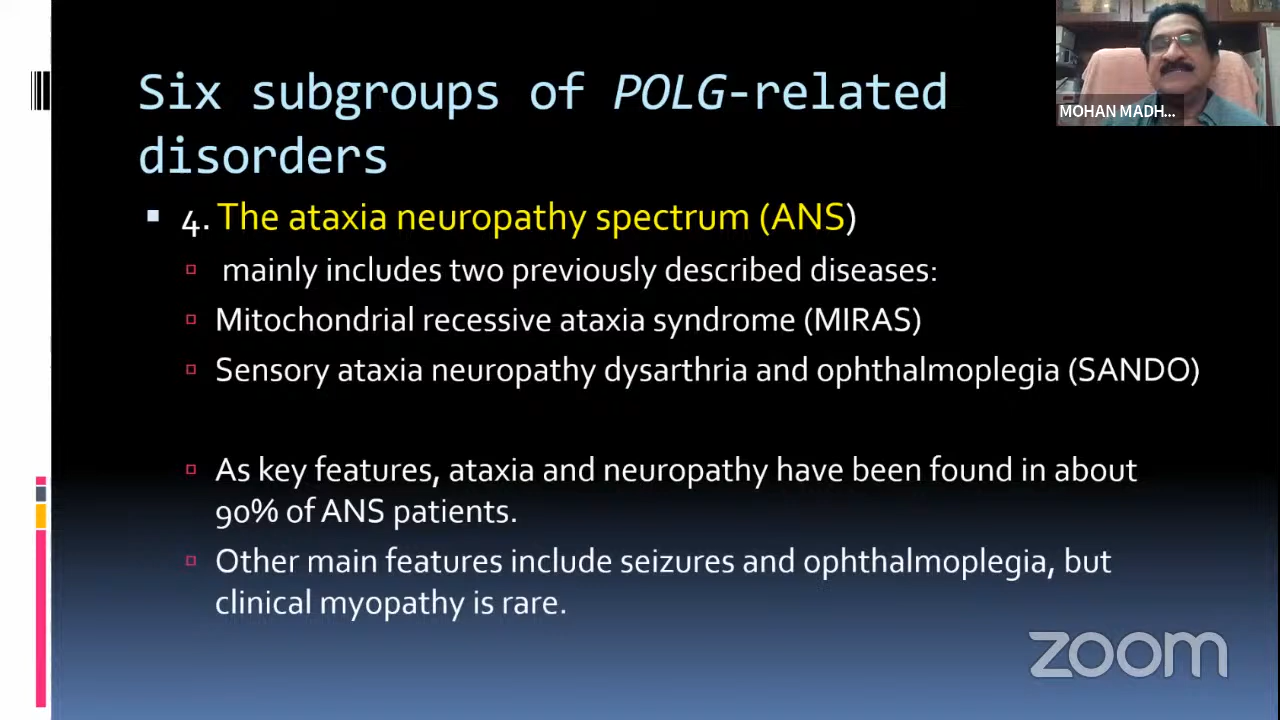 Six subgroups of POLG-related
disorders
4. The ataxia neuropathy spectrum (ANS)
mainly includes two previously described diseases:
Mitochondrial recessive ataxia syndrome (MIRAS)
Sensory ataxia neuropathy dysarthria and ophthalmoplegia (SANDO)
As key features, ataxia and neuropathy have been found in about
90% of ANS patients.
Other main features include seizures and ophthalmoplegia, but
clinical myopathy is rare.
MOHAN MADH...
zoom